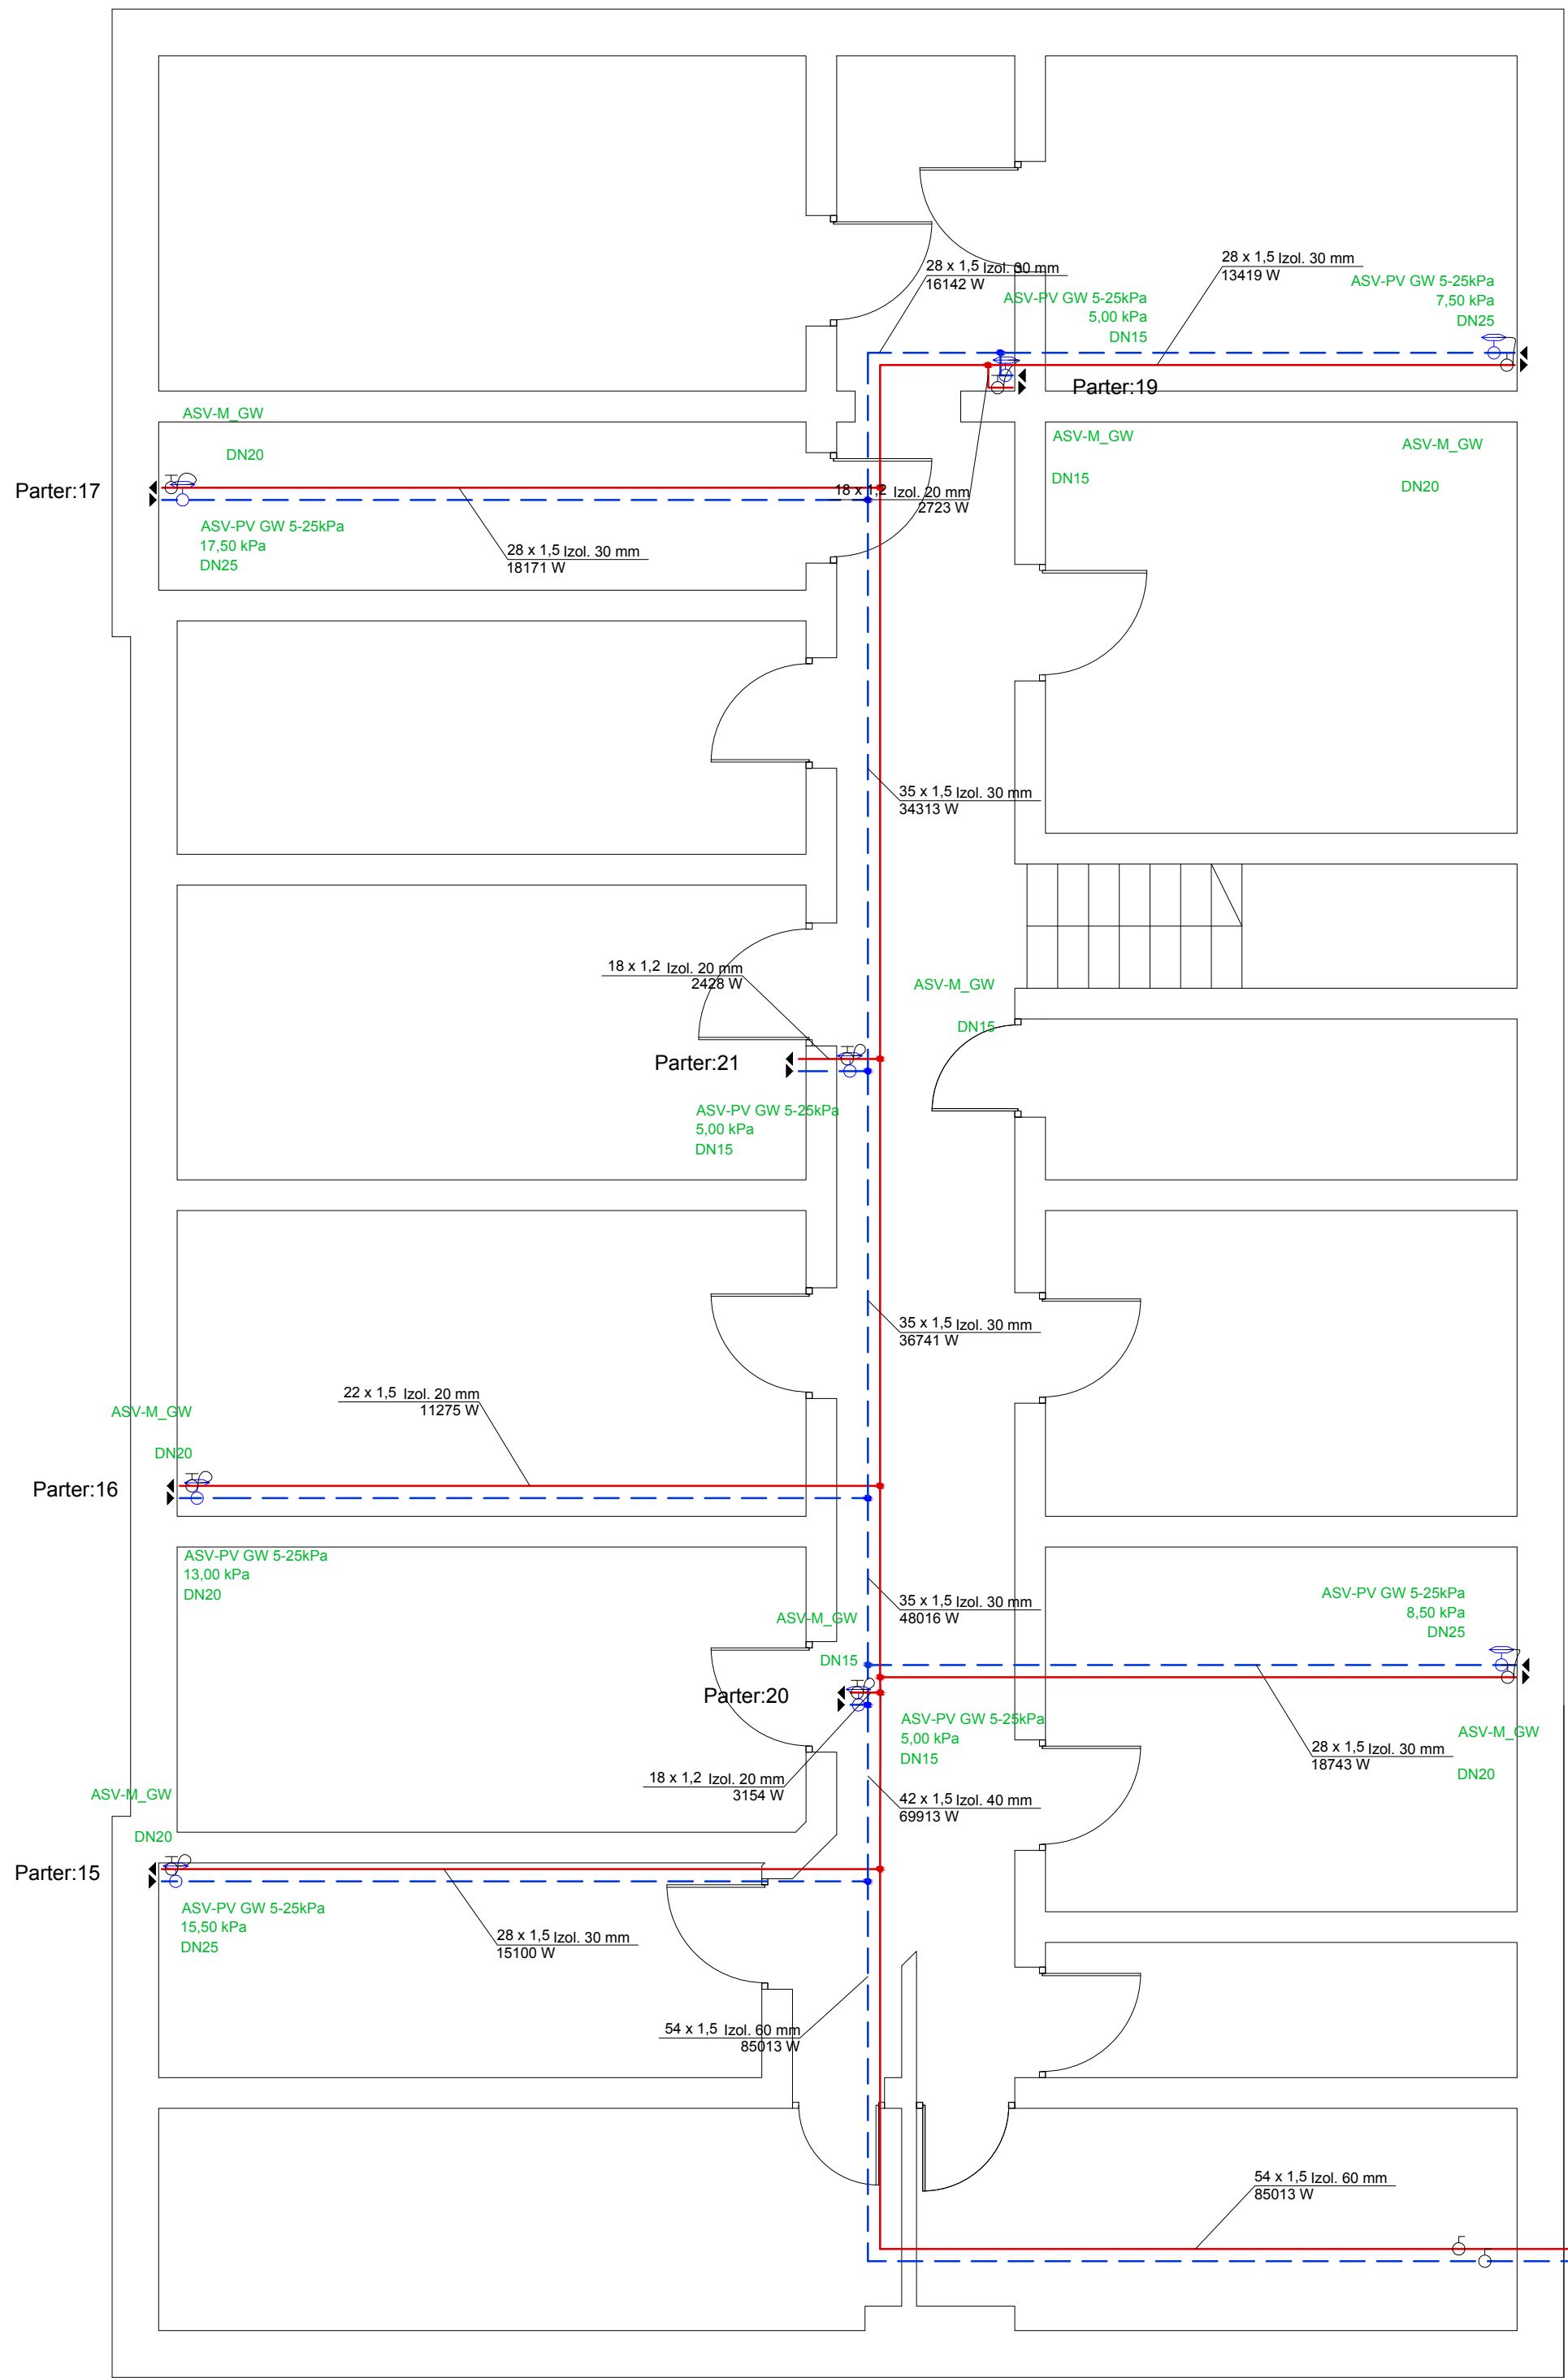 28 x 1,5 Izol. 30 mm
16142 W
28 x 1,5 Izol. 30 mm
13419 W
ASV-PV GW 5-25kPa
5,00 kPa
DN15
ASV-PV GW 5-25kPa
7,50 kPa
DN25
Parter:19
ASV-M_GW
DN20
ASV-M_GW
DN15
ASV-M_GW
DN20
Parter:17
18 x 1,2 Izol. 20 mm
2723 W
ASV-PV GW 5-25kPa
17,50 kPa
DN25
28 x 1,5 Izol. 30 mm
18171 W
35 x 1,5 Izol. 30 mm
34313 W
18 x 1,2 Izol. 20 mm
2428 W
ASV-M_GW
DN15
Parter:21
ASV-PV GW 5-25kPa
5,00 kPa
DN15
35 x 1,5 Izol. 30 mm
36741 W
22 x 1,5 Izol. 20 mm
11275 W
ASV-M_GW
DN20
Parter:16
ASV-PV GW 5-25kPa
13,00 kPa
DN20
35 x 1,5 Izol. 30 mm
48016 W
ASV-M_GW
DN15
ASV-PV GW 5-25kPa
8,50 kPa
DN25
Parter:20
ASV-PV GW 5-25kPa
5,00 kPa
DN15
ASV-M_GW
DN20
28 x 1,5 Izol. 30 mm
18743 W
18 x 1,2 Izol. 20 mm
3154 W
42 x 1,5 Izol. 40 mm
69913 W
ASV-M_GW
DN20
Parter:15
ASV-PV GW 5-25kPa
15,50 kPa
DN25
28 x 1,5 Izol. 30 mm
15100 W
54 x 1,5 Izol. 60 mm
85013 W
54 x 1,5 Izol. 60 mm
85013 W